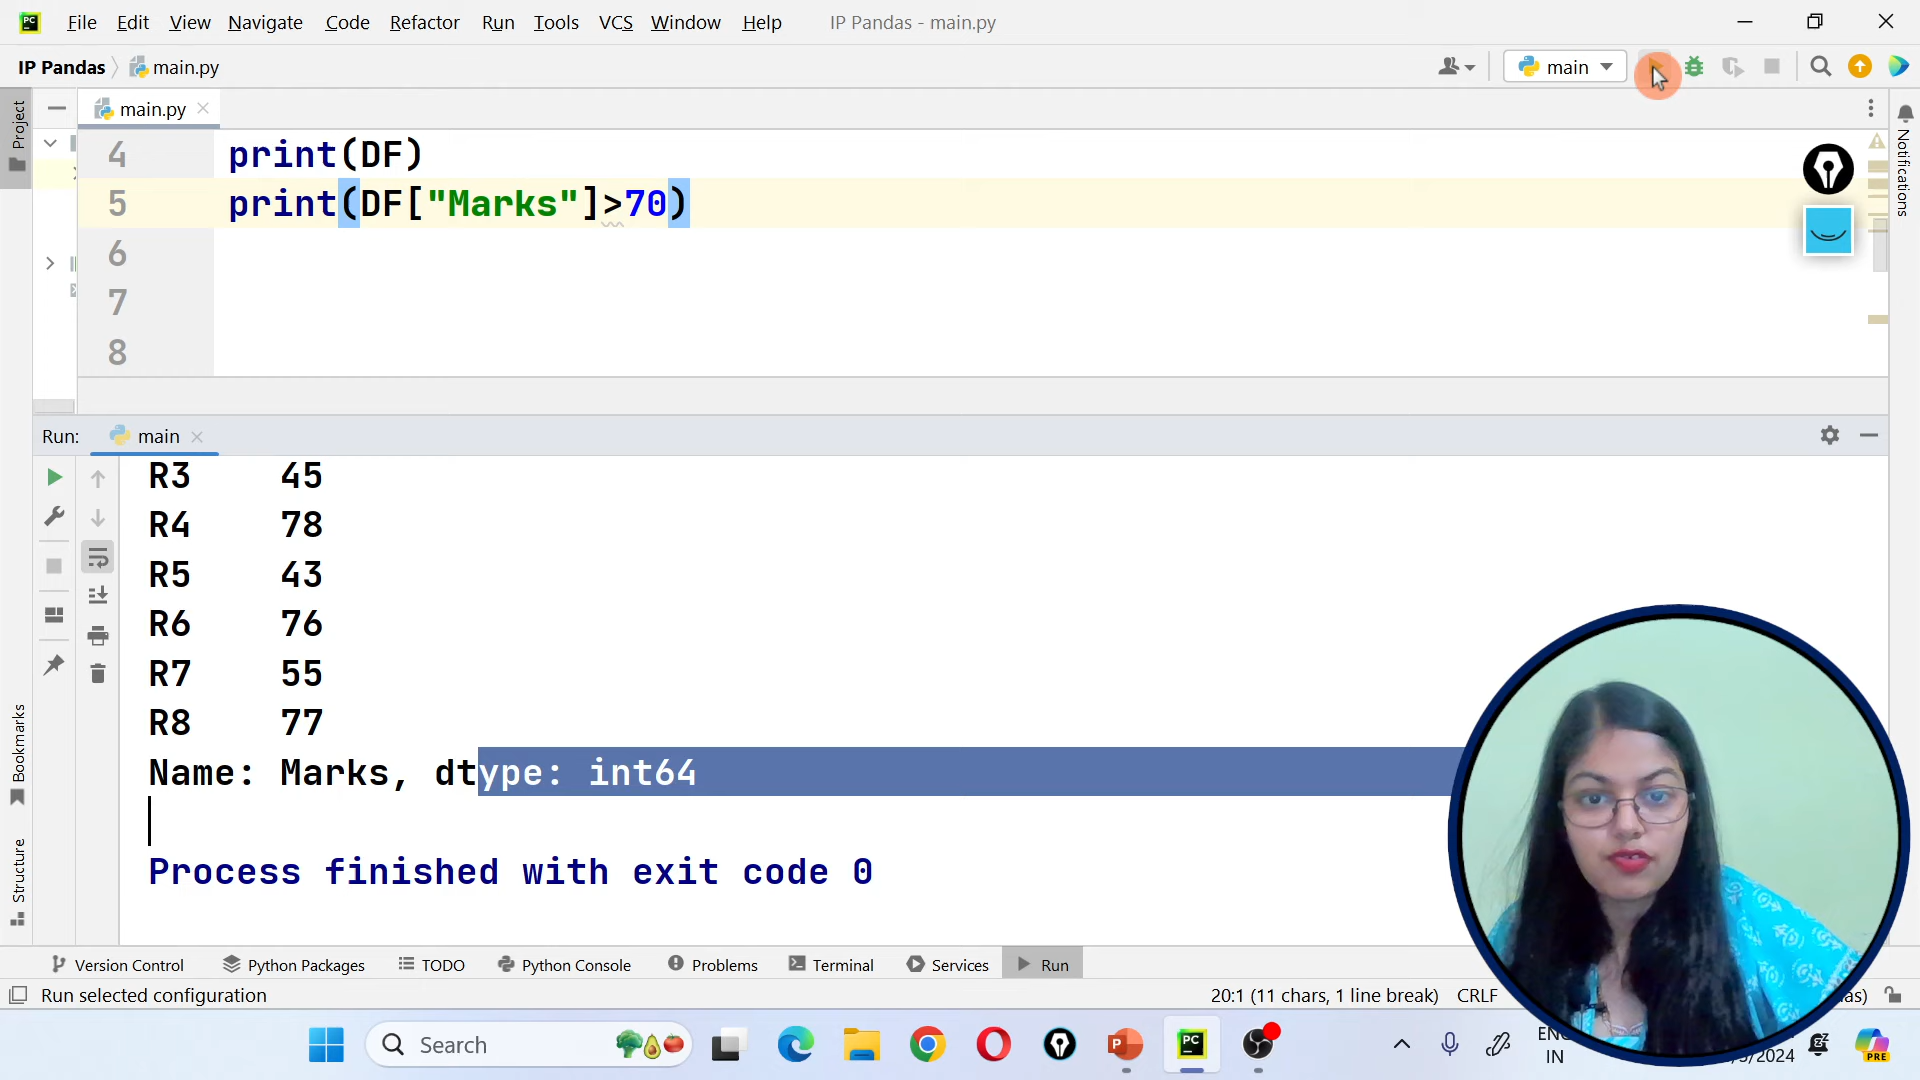 File Edit View Navigate Code Refactor Run Tools VCS Window Help IP Pandas - main.py
IP Pandas main.py main
Project
main.py
Notifications
4 print(DF)
5 print(DF["Marks"]>70)
6
7
8
Run: main
R3 45
R4 78
R5 43
R6 76
R7 55
R8 77
Name: Marks, dtype: int64
Process finished with exit code 0
Bookmarks
Structure
Version Control Python Packages TODO Python Console Problems Terminal Services Run
Run selected configuration 20:1 (11 chars, 1 line break) CRLF
Search
IN
/2024
PRE